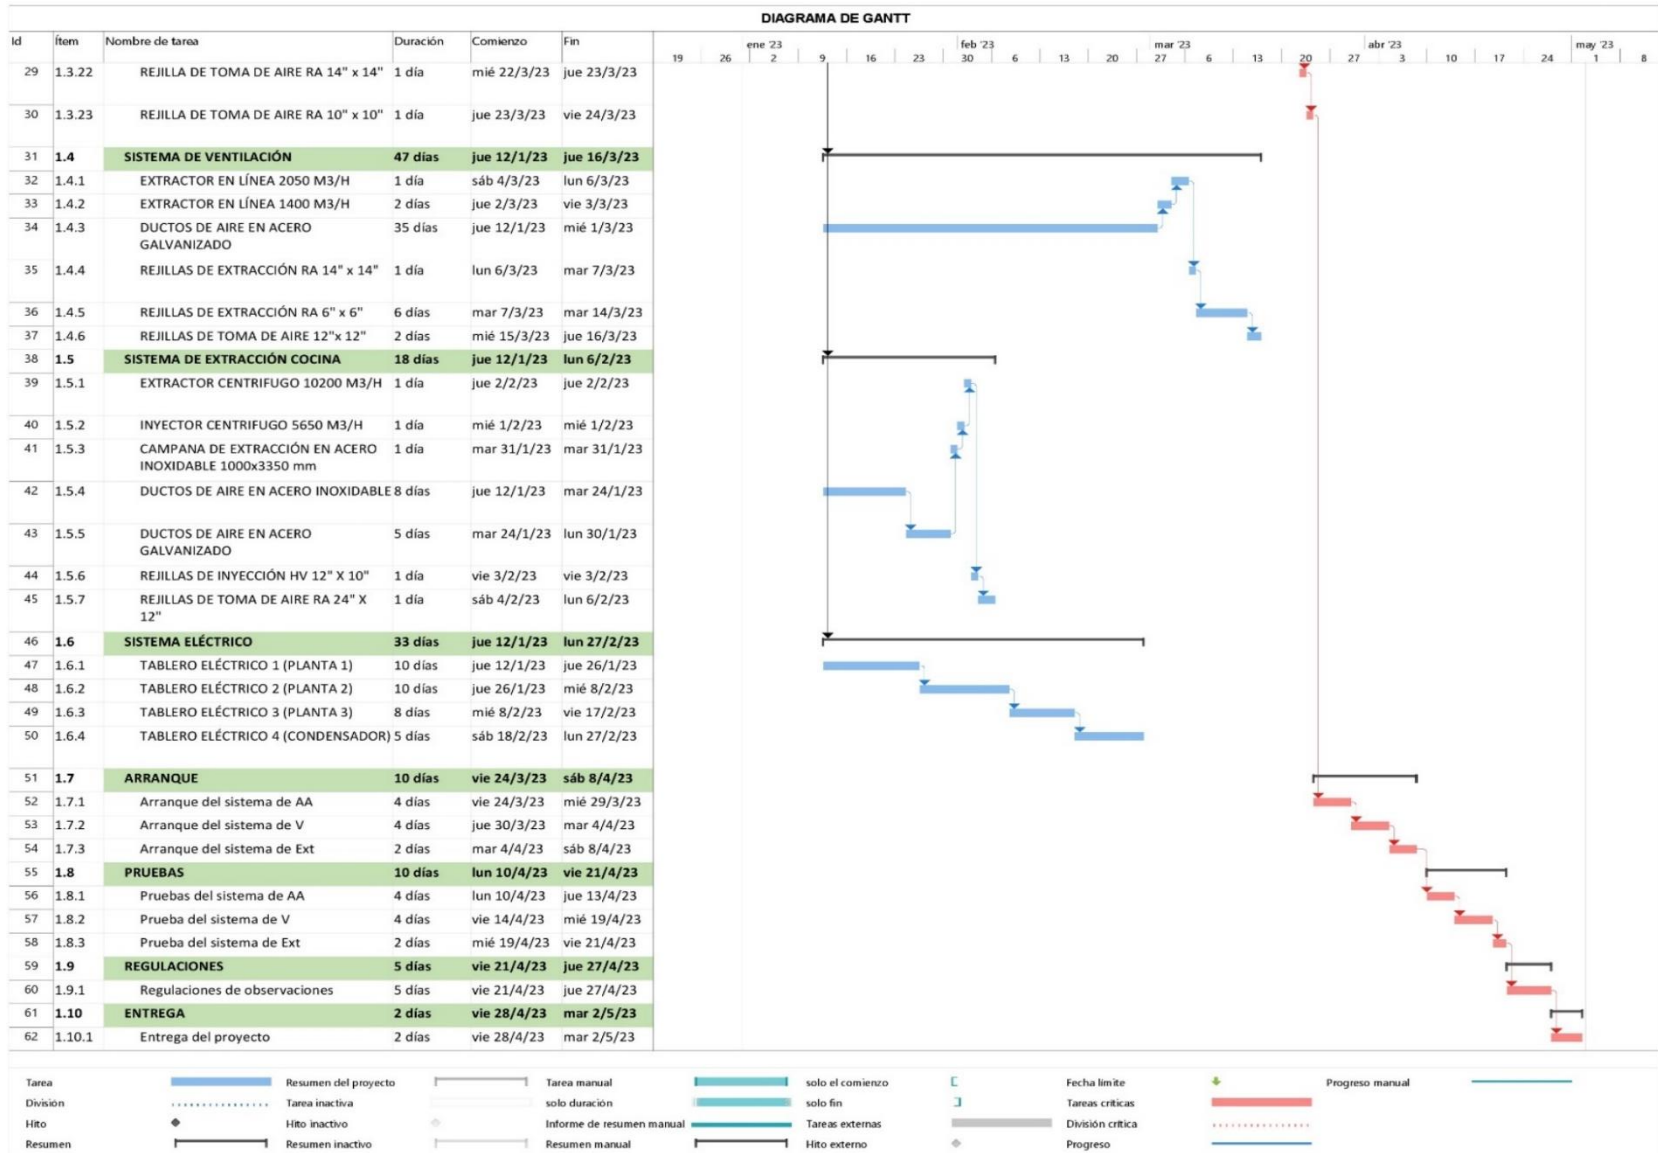 DIAGRAMA DE GANTT
Id Ítem Nombre de tarea Duración Comienzo Fin
ene '23 feb '23 mar '23 abr '23 may '23
19 26 2 9 16 23 30 6 13 20 27 6 13 20 27 3 10 17 24 1 8
29 1.3.22 REJILLA DE TOMA DE AIRE RA 14" x 14" 1 día mié 22/3/23 jue 23/3/23
30 1.3.23 REJILLA DE TOMA DE AIRE RA 10" x 10" 1 día jue 23/3/23 vie 24/3/23
31 1.4 SISTEMA DE VENTILACIÓN 47 días jue 12/1/23 jue 16/3/23
32 1.4.1 EXTRACTOR EN LÍNEA 2050 M3/H 1 día sáb 4/3/23 lun 6/3/23
33 1.4.2 EXTRACTOR EN LÍNEA 1400 M3/H 2 días jue 2/3/23 vie 3/3/23
34 1.4.3 DUCTOS DE AIRE EN ACERO 35 días jue 12/1/23 mié 1/3/23
GALVANIZADO
35 1.4.4 REJILLAS DE EXTRACCIÓN RA 14" x 14" 1 día lun 6/3/23 mar 7/3/23
36 1.4.5 REJILLAS DE EXTRACCIÓN RA 6" x 6" 6 días mar 7/3/23 mar 14/3/23
37 1.4.6 REJILLAS DE TOMA DE AIRE 12"x 12" 2 días mié 15/3/23 jue 16/3/23
38 1.5 SISTEMA DE EXTRACCIÓN COCINA 18 días jue 12/1/23 lun 6/2/23
39 1.5.1 EXTRACTOR CENTRIFUGO 10200 M3/H 1 día jue 2/2/23 jue 2/2/23
40 1.5.2 INYECTOR CENTRIFUGO 5650 M3/H 1 día mié 1/2/23 mié 1/2/23
41 1.5.3 CAMPANA DE EXTRACCIÓN EN ACERO 1 día mar 31/1/23 mar 31/1/23
INOXIDABLE 1000x3350 mm
42 1.5.4 DUCTOS DE AIRE EN ACERO INOXIDABLE 8 días jue 12/1/23 mar 24/1/23
43 1.5.5 DUCTOS DE AIRE EN ACERO 5 días mar 24/1/23 lun 30/1/23
GALVANIZADO
44 1.5.6 REJILLAS DE INYECCIÓN HV 12" X 10" 1 día vie 3/2/23 vie 3/2/23
45 1.5.7 REJILLAS DE TOMA DE AIRE RA 24" X 1 día sáb 4/2/23 lun 6/2/23
12"
46 1.6 SISTEMA ELÉCTRICO 33 días jue 12/1/23 lun 27/2/23
47 1.6.1 TABLERO ELÉCTRICO 1 (PLANTA 1) 10 días jue 12/1/23 jue 26/1/23
48 1.6.2 TABLERO ELÉCTRICO 2 (PLANTA 2) 10 días jue 26/1/23 mié 8/2/23
49 1.6.3 TABLERO ELÉCTRICO 3 (PLANTA 3) 8 días mié 8/2/23 vie 17/2/23
50 1.6.4 TABLERO ELÉCTRICO 4 (CONDENSADOR) 5 días sáb 18/2/23 lun 27/2/23
51 1.7 ARRANQUE 10 días vie 24/3/23 sáb 8/4/23
52 1.7.1 Arranque del sistema de AA 4 días vie 24/3/23 mié 29/3/23
53 1.7.2 Arranque del sistema de V 4 días jue 30/3/23 mar 4/4/23
54 1.7.3 Arranque del sistema de Ext 2 días mar 4/4/23 sáb 8/4/23
55 1.8 PRUEBAS 10 días lun 10/4/23 vie 21/4/23
56 1.8.1 Pruebas del sistema de AA 4 días lun 10/4/23 jue 13/4/23
57 1.8.2 Prueba del sistema de V 4 días vie 14/4/23 mié 19/4/23
58 1.8.3 Prueba del sistema de Ext 2 días mié 19/4/23 vie 21/4/23
59 1.9 REGULACIONES 5 días vie 21/4/23 jue 27/4/23
60 1.9.1 Regulaciones de observaciones 5 días vie 21/4/23 jue 27/4/23
61 1.10 ENTREGA 2 días vie 28/4/23 mar 2/5/23
62 1.10.1 Entrega del proyecto 2 días vie 28/4/23 mar 2/5/23
Tarea Resumen del proyecto Tarea manual solo el comienzo Fecha límite Progreso manual
División Tarea inactiva solo duración solo fin Tareas críticas
Hito Hito inactivo Informe de resumen manual Tareas externas División crítica
Resumen Resumen inactivo Resumen manual Hito externo Progreso